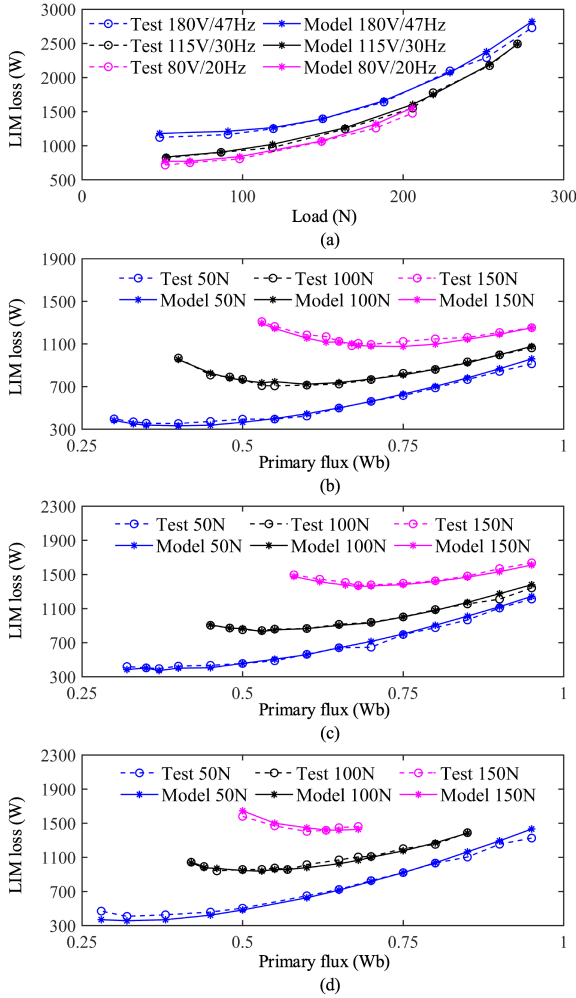 3000
2500
2000
1500
1000
500
LIM loss (W)
Test 180V/47Hz Model 180V/47Hz
Test 115V/30Hz Model 115V/30Hz
Test 80V/20Hz Model 80V/20Hz
0 100 200 300
Load (N)
(a)
1900
1500
1100
700
300
LIM loss (W)
Test 50N Test 100N Test 150N
Model 50N Model 100N Model 150N
0.25 0.5 0.75 1
Primary flux (Wb)
(b)
2300
1900
1500
1100
700
300
LIM loss (W)
Test 50N Test 100N Test 150N
Model 50N Model 100N Model 150N
0.25 0.5 0.75 1
Primary flux (Wb)
(c)
2300
1900
1500
1100
700
300
LIM loss (W)
Test 50N Test 100N Test 150N
Model 50N Model 100N Model 150N
0.25 0.5 0.75 1
Primary flux (Wb)
(d)